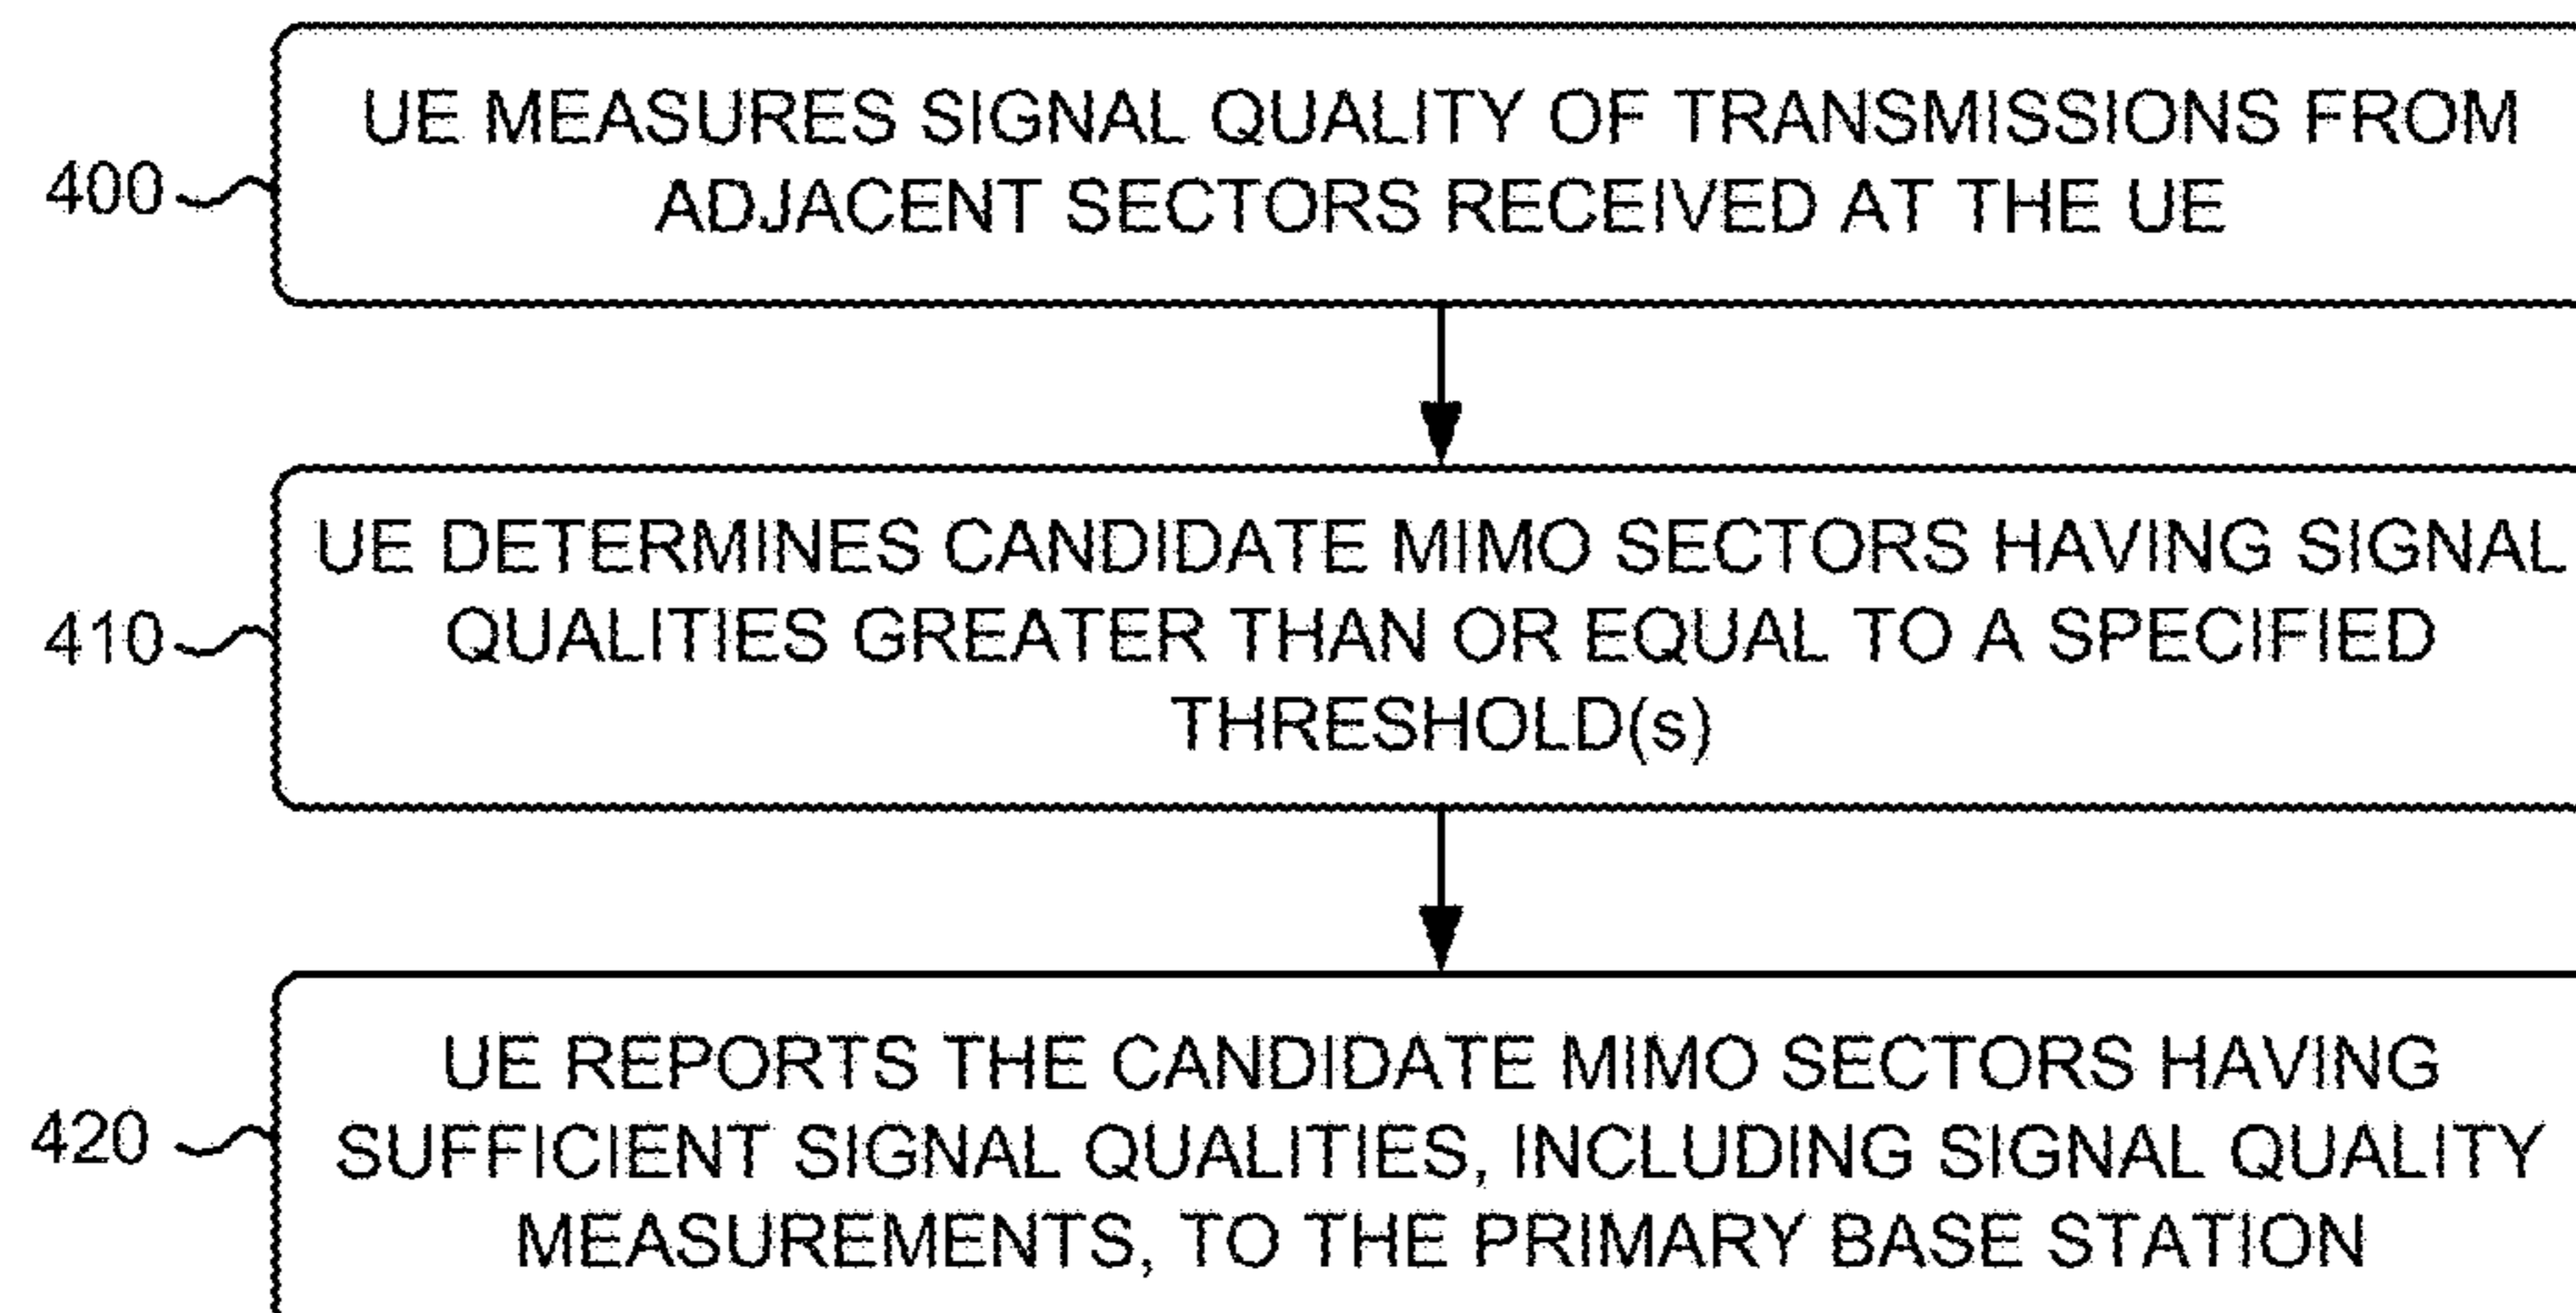 UE MEASURES SIGNAL QUALITY OF TRANSMISSIONS FROM
400
ADJACENT SECTORS RECEIVED AT THE UE
UE DETERMINES CANDIDATE MIMO SECTORS HAVING SIGNAL
410
QUALITIES GREATER THAN OR EQUAL TO A SPECIFIED
THRESHOLD(s)
UE REPORTS THE CANDIDATE MIMO SECTORS HAVING
420
SUFFICIENT SIGNAL QUALITIES, INCLUDING SIGNAL QUALITY
MEASUREMENTS, TO THE PRIMARY BASE STATION